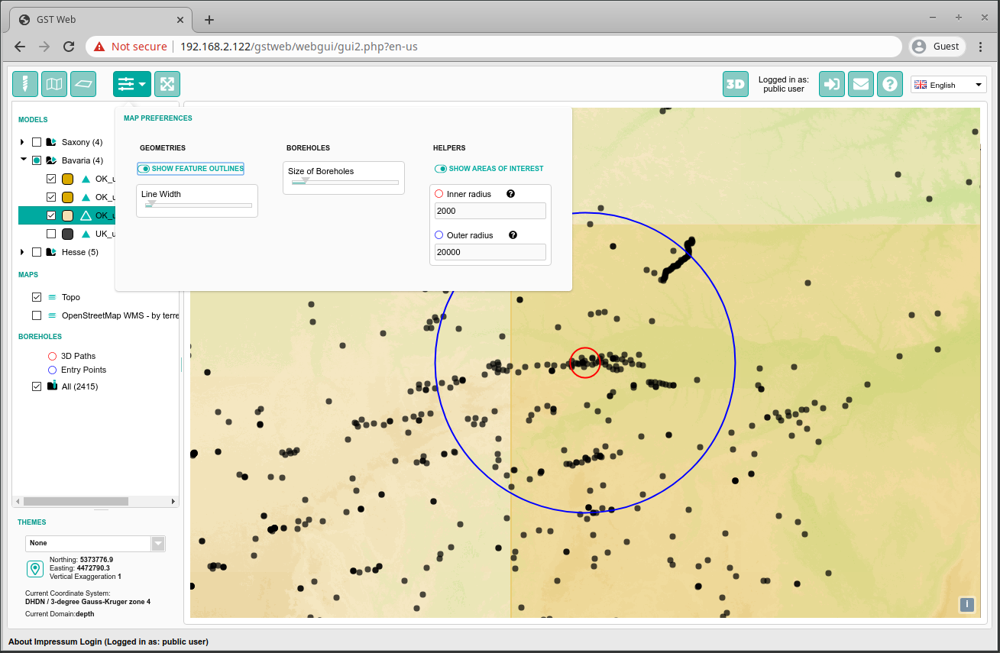 GST Web
Not secure 192.168.2.122/gstweb/webgui/gui2.php?en-us Guest
3D Logged in as: English
public user
MODELS
Saxony (4)
Bavaria (4)
OK_u
OK_u
OK_u
UK_u
Hesse (5)
MAPS
Topo
OpenStreetMap WMS - by terre
BOREHOLES
3D Paths
Entry Points
All (2415)
MAP PREFERENCES
GEOMETRIES
SHOW FEATURE OUTLINES
Line Width
BOREHOLES
Size of Boreholes
HELPERS
SHOW AREAS OF INTEREST
Inner radius ?
2000
Outer radius ?
20000
THEMES
None
Northing: 5373776.9
Easting: 4472790.3
Vertical Exaggeration 1
Current Coordinate System:
DHDN / 3-degree Gauss-Kruger zone 4
Current Domain:depth
i
About Impressum Login (Logged in as: public user)